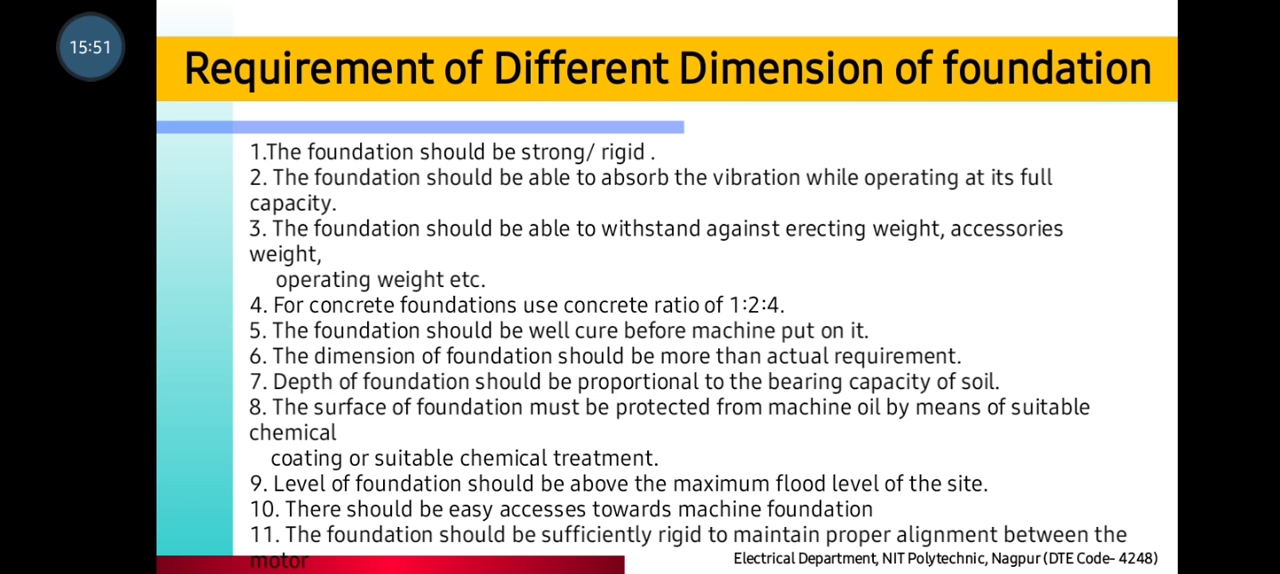 15:51
Requirement of Different Dimension of foundation
1.The foundation should be strong/ rigid .
2. The foundation should be able to absorb the vibration while operating at its full
capacity.
3. The foundation should be able to withstand against erecting weight, accessories
weight,
operating weight etc.
4. For concrete foundations use concrete ratio of 1:2:4.
5. The foundation should be well cure before machine put on it.
6. The dimension of foundation should be more than actual requirement.
7. Depth of foundation should be proportional to the bearing capacity of soil.
8. The surface of foundation must be protected from machine oil by means of suitable
chemical
coating or suitable chemical treatment.
9. Level of foundation should be above the maximum flood level of the site.
10. There should be easy accesses towards machine foundation
11. The foundation should be sufficiently rigid to maintain proper alignment between the
motor
Electrical Department, NIT Polytechnic, Nagpur (DTE Code- 4248)